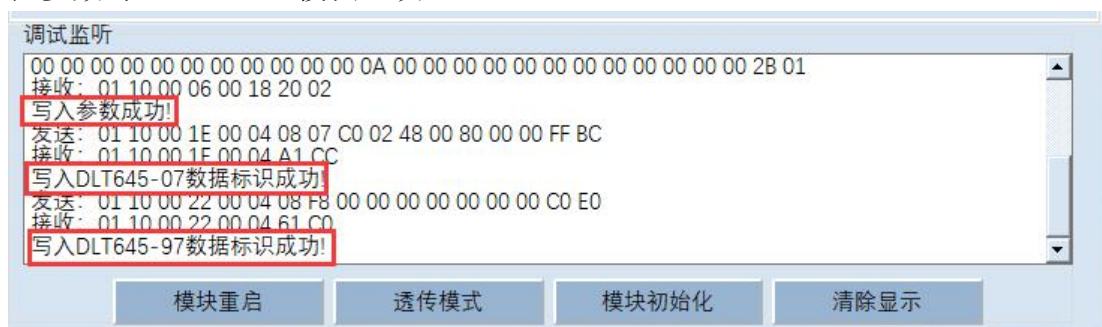 调试监听
00 00 00 00 00 00 00 00 00 00 00 0A 00 00 00 00 00 00 00 00 00 00 00 00 2B 01
接收: 01 10 00 06 00 18 20 02
写入参数成功!
发送: 01 10 00 1E 00 04 08 07 C0 02 48 00 80 00 00 FF BC
接收: 01 10 00 1E 00 04 A1 CC
写入DLT645-07数据标识成功!
发送: 01 10 00 22 00 04 08 F8 00 00 00 00 00 00 00 C0 E0
接收: 01 10 00 22 00 04 61 C0
写入DLT645-97数据标识成功!
模块重启 透传模式 模块初始化 清除显示